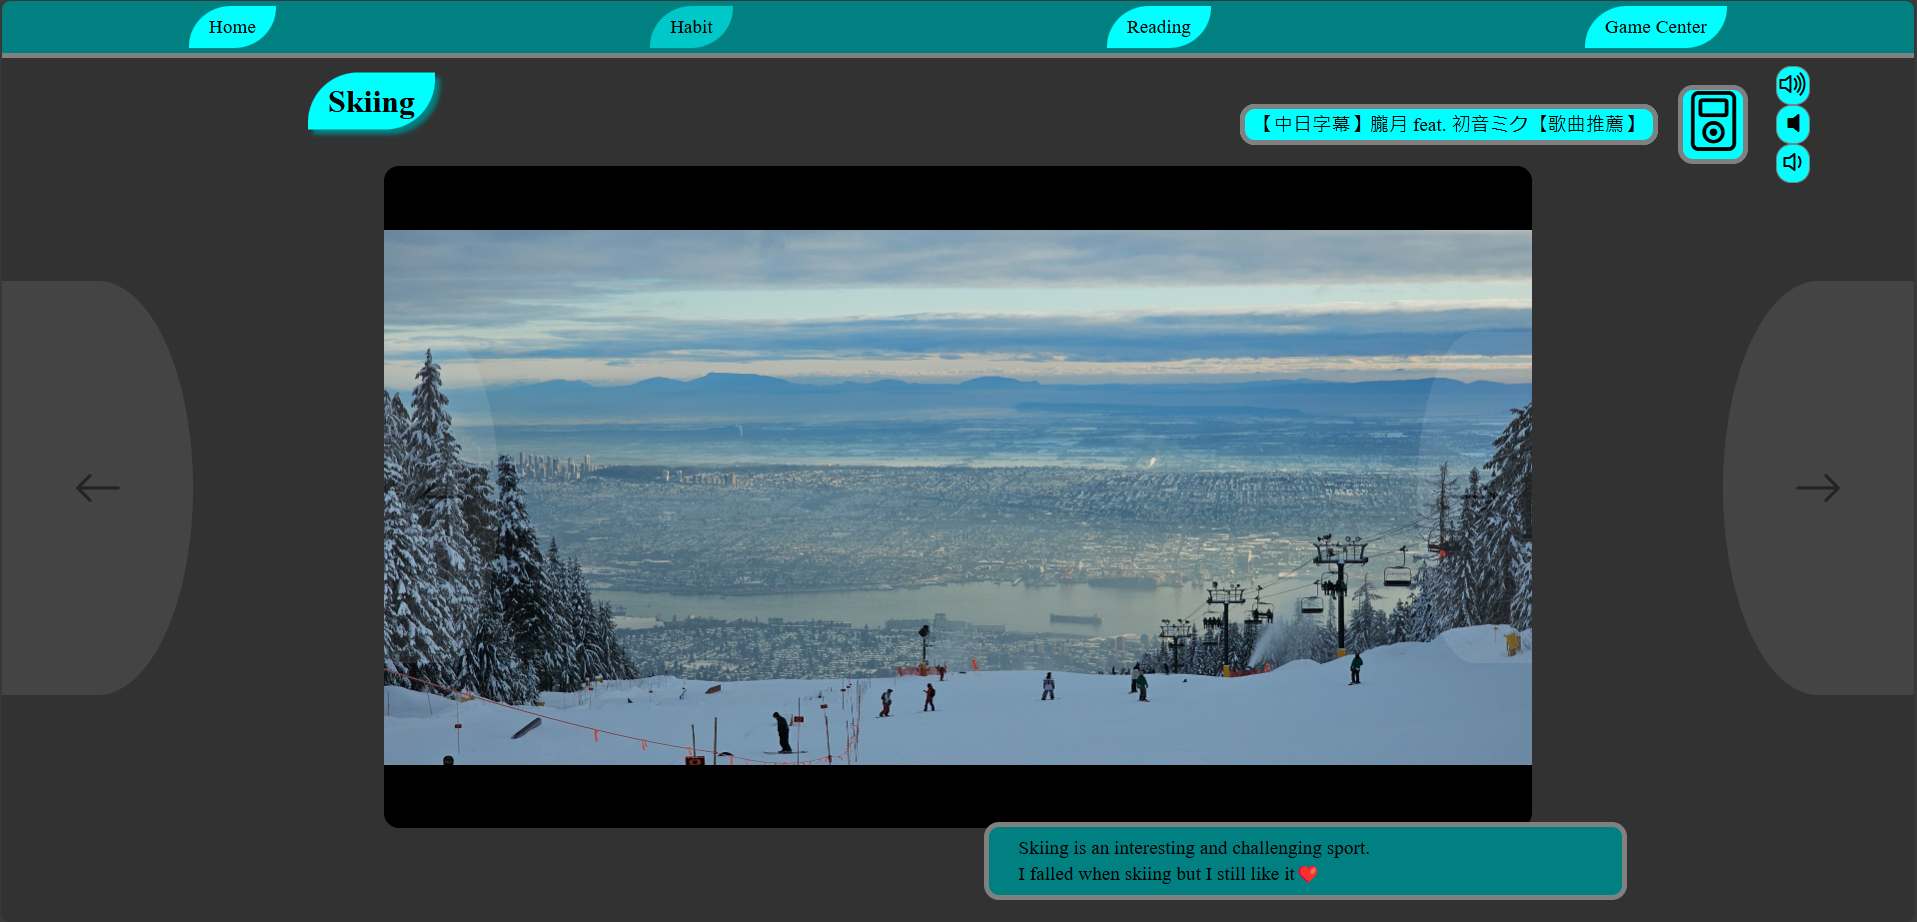 Home
Habit
Reading
Game Center
Skiing
【中日字幕】朧月 feat. 初音ミク【歌曲推薦】
Skiing is an interesting and challenging sport.
I falled when skiing but I still like it❤️